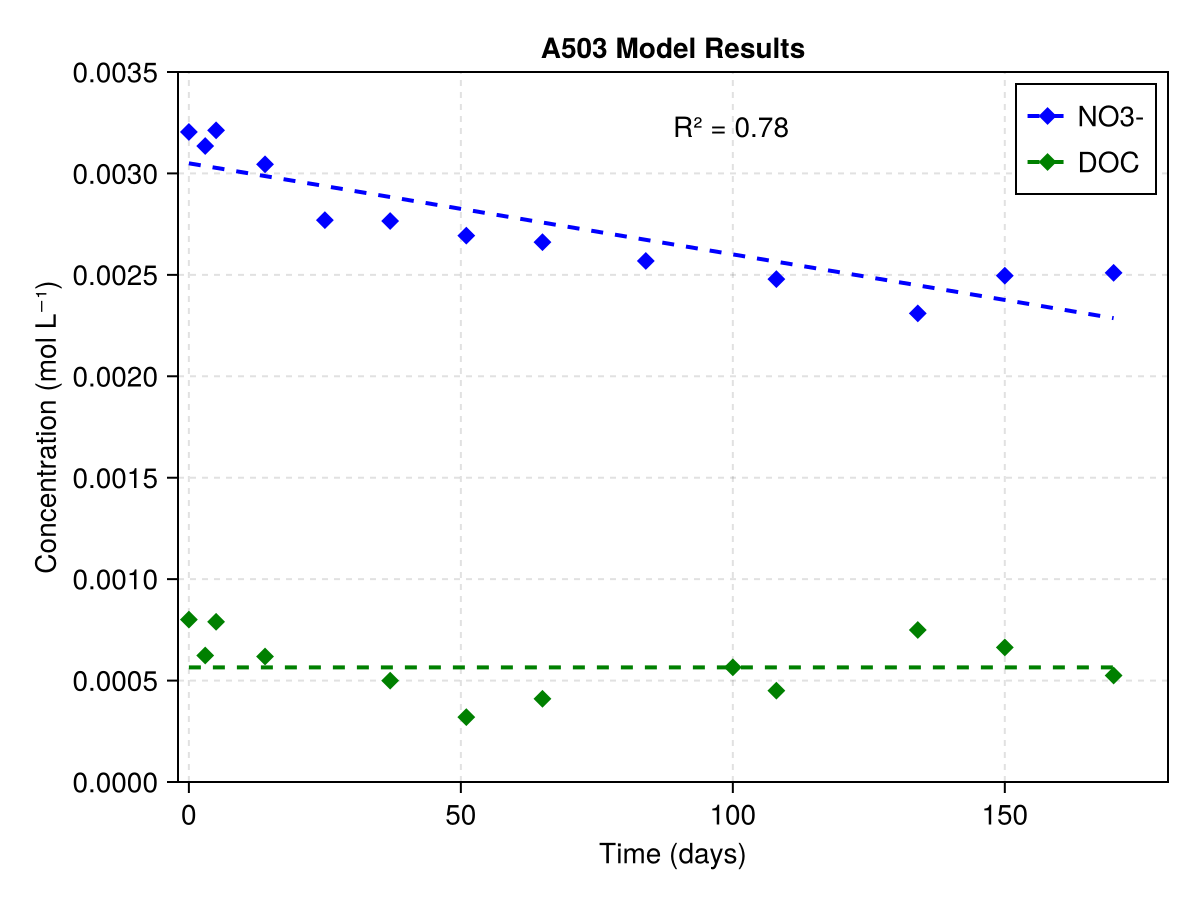 A503 Model Results
R² = 0.78
NO3-
DOC
Concentration (mol L⁻¹)
0.0035
0.0030
0.0025
0.0020
0.0015
0.0010
0.0005
0.0000
0 50 100 150
Time (days)